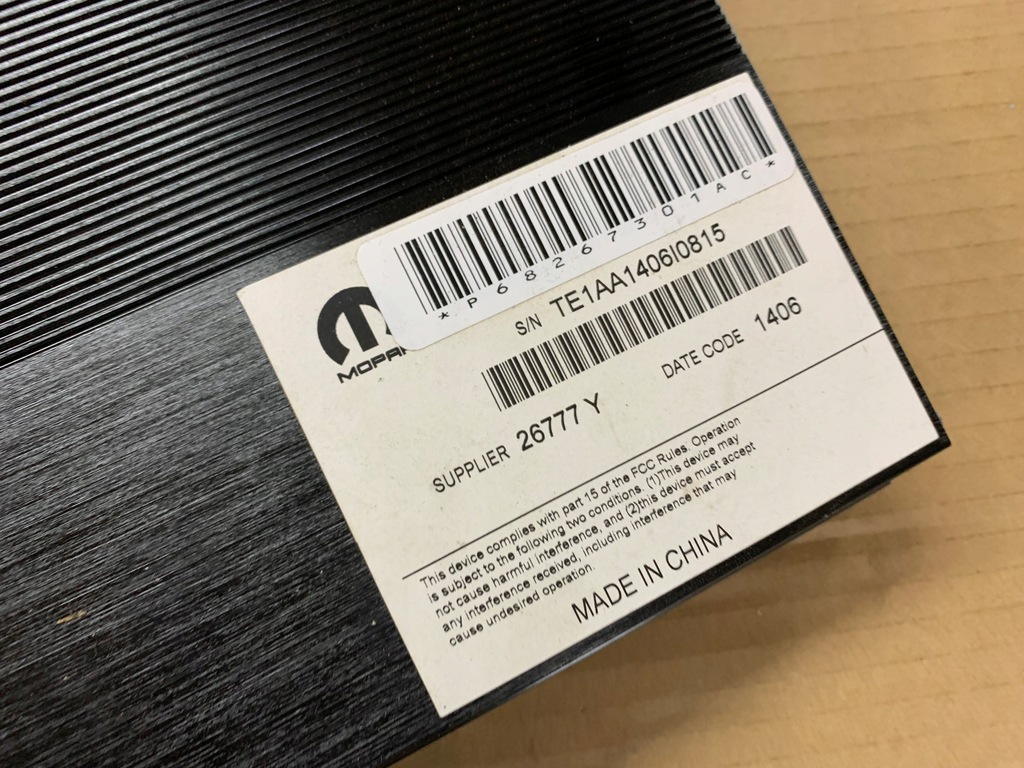 *P68267301AC*
MOPAR
S/N TE1AA1406I0815
SUPPLIER 26777 Y
DATE CODE 1406
This device complies with part 15 of the FCC Rules. Operation
is subject to the following two conditions. (1)This device may
not cause harmful interference, and (2)this device must accept
any interference received, including interference that may
cause undesired operation.
MADE IN CHINA